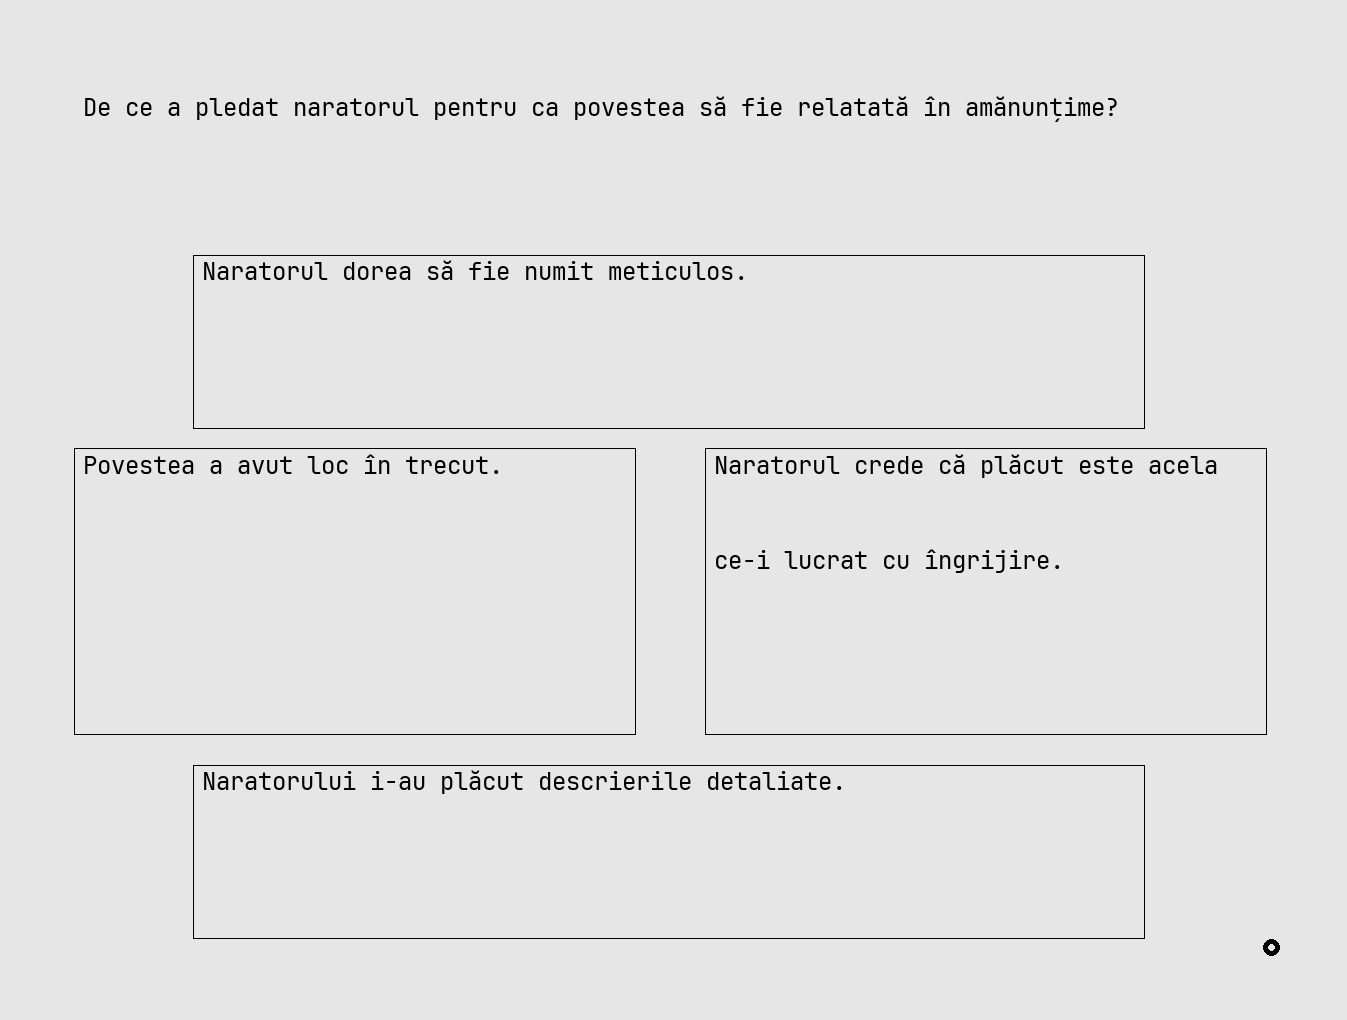 De ce a pledat naratorul pentru ca povestea să fie relatată în amănunțime?
Naratorul dorea să fie numit meticulos.
Povestea a avut loc în trecut.
Naratorul crede că plăcut este acela
ce-i lucrat cu îngrijire.
Naratorului i-au plăcut descrierile detaliate.